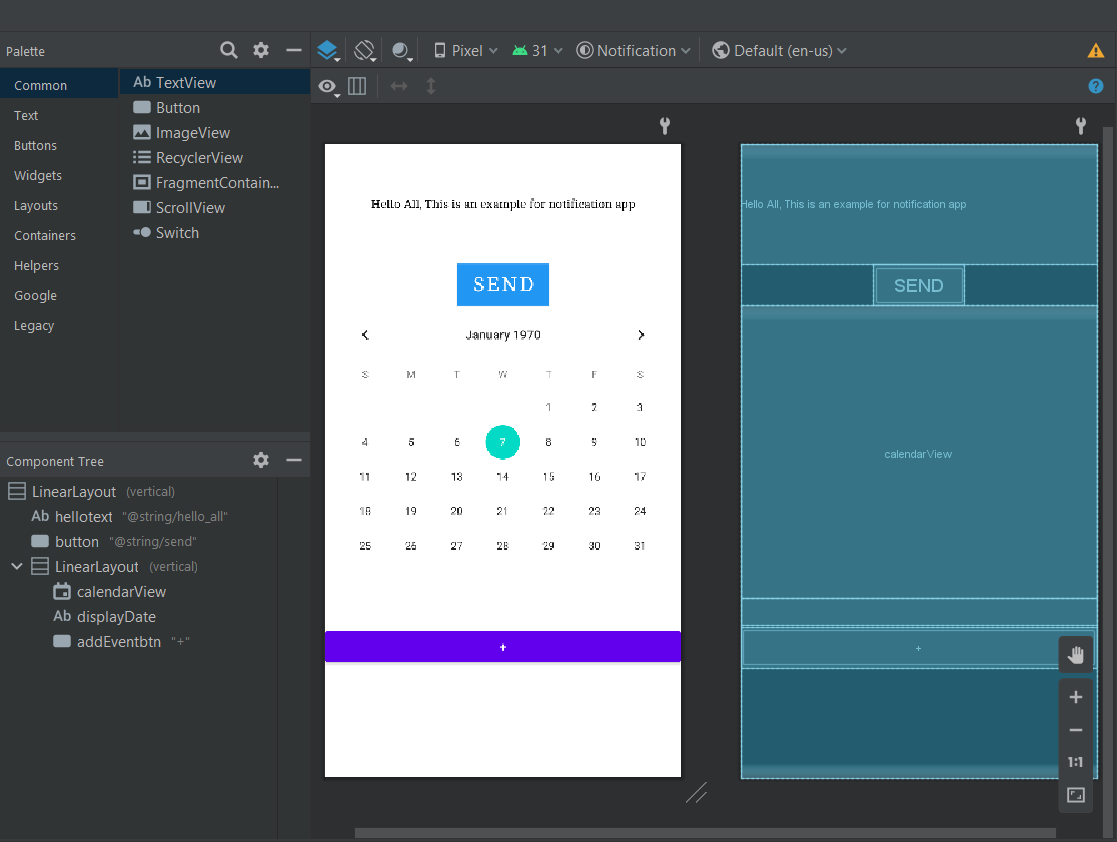 Palette
Pixel 31 Notification Default (en-us)
Common
Text
Buttons
Widgets
Layouts
Containers
Helpers
Google
Legacy
Ab TextView
Button
ImageView
RecyclerView
FragmentContain...
ScrollView
Switch
Component Tree
LinearLayout (vertical)
Ab hellotext "@string/hello_all"
button "@string/send"
LinearLayout (vertical)
calendarView
Ab displayDate
addEventbtn "+"
Hello All, This is an example for notification app
SEND
January 1970
S M T W T F S
1 2 3
4 5 6 7 8 9 10
11 12 13 14 15 16 17
18 19 20 21 22 23 24
25 26 27 28 29 30 31
+
Hello All, This is an example for notification app
SEND
calendarView
+
1:1